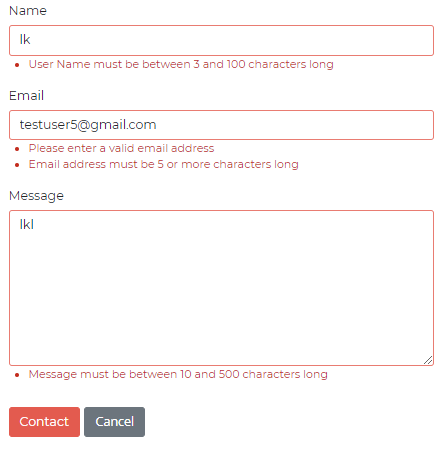 Name
lk
User Name must be between 3 and 100 characters long
Email
testuser5@gmail.com
Please enter a valid email address
Email address must be 5 or more characters long
Message
lkl
Message must be between 10 and 500 characters long
Contact Cancel